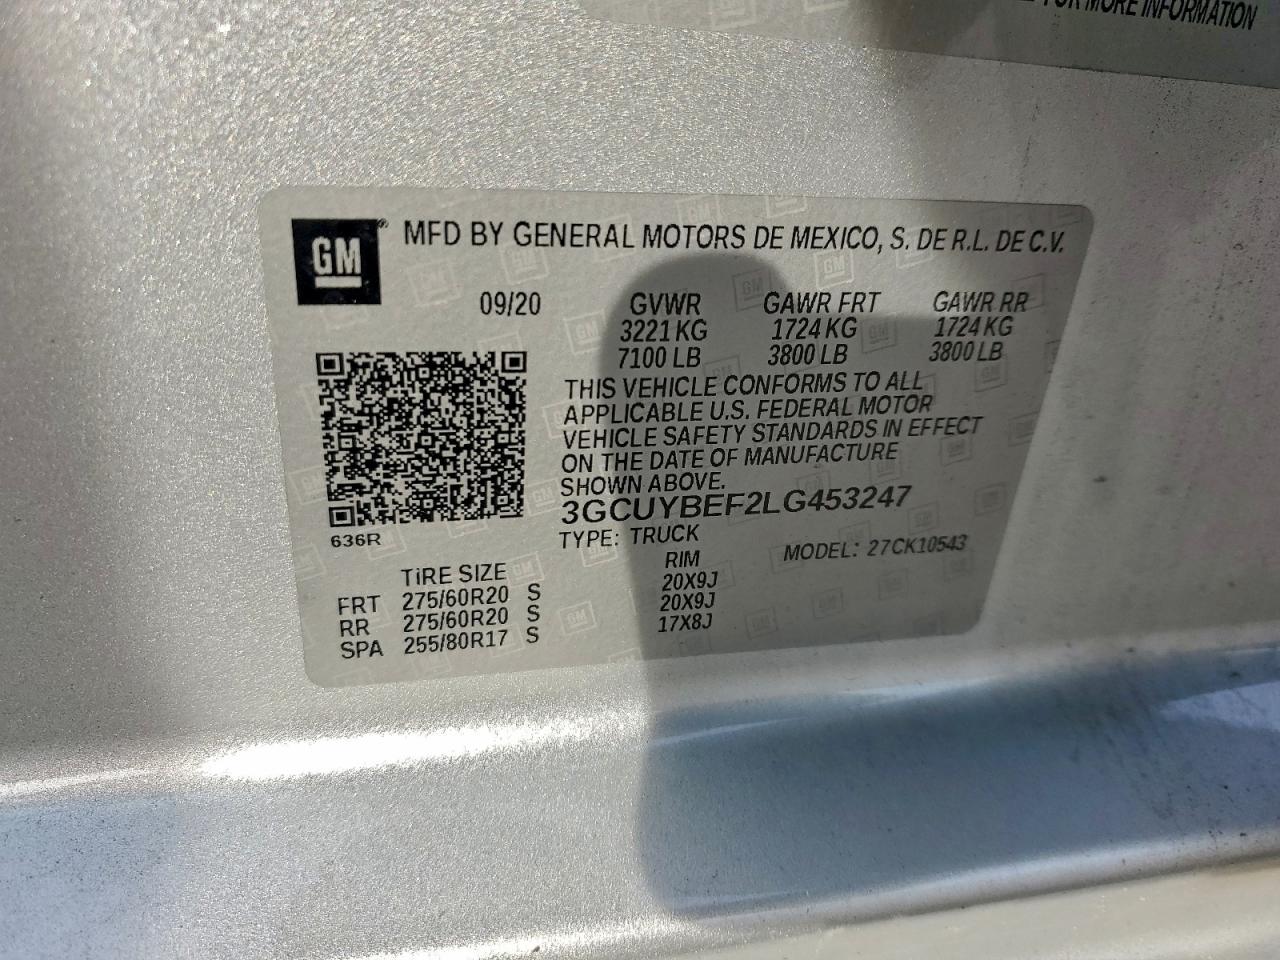 FOR MORE INFORMATION
GM ® MFD BY GENERAL MOTORS DE MEXICO, S. DE R.L. DE C.V.
09/20 GVWR GAWR FRT GAWR RR
3221 KG 1724 KG 1724 KG
7100 LB 3800 LB 3800 LB
THIS VEHICLE CONFORMS TO ALL
APPLICABLE U.S. FEDERAL MOTOR
VEHICLE SAFETY STANDARDS IN EFFECT
ON THE DATE OF MANUFACTURE
SHOWN ABOVE.
3GCUYBEF2LG453247
636R
TYPE: TRUCK MODEL: 27CK10543
TIRE SIZE RIM
FRT 275/60R20 S 20X9J
RR 275/60R20 S 20X9J
SPA 255/80R17 S 17X8J